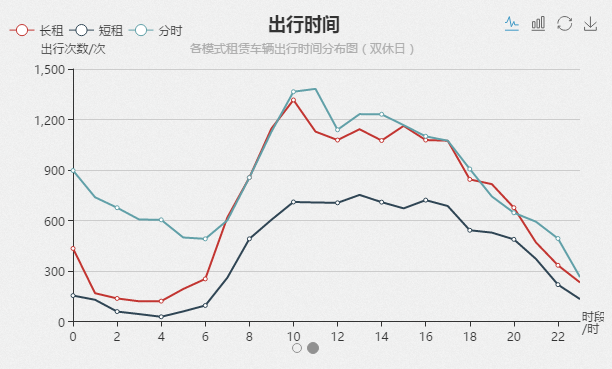 出行时间
长租 短租 分时
出行次数/次
各模式租赁车辆出行时间分布图（双休日）
1,500
1,200
900
600
300
0
0 2 4 6 8 10 12 14 16 18 20 22
时段
/时